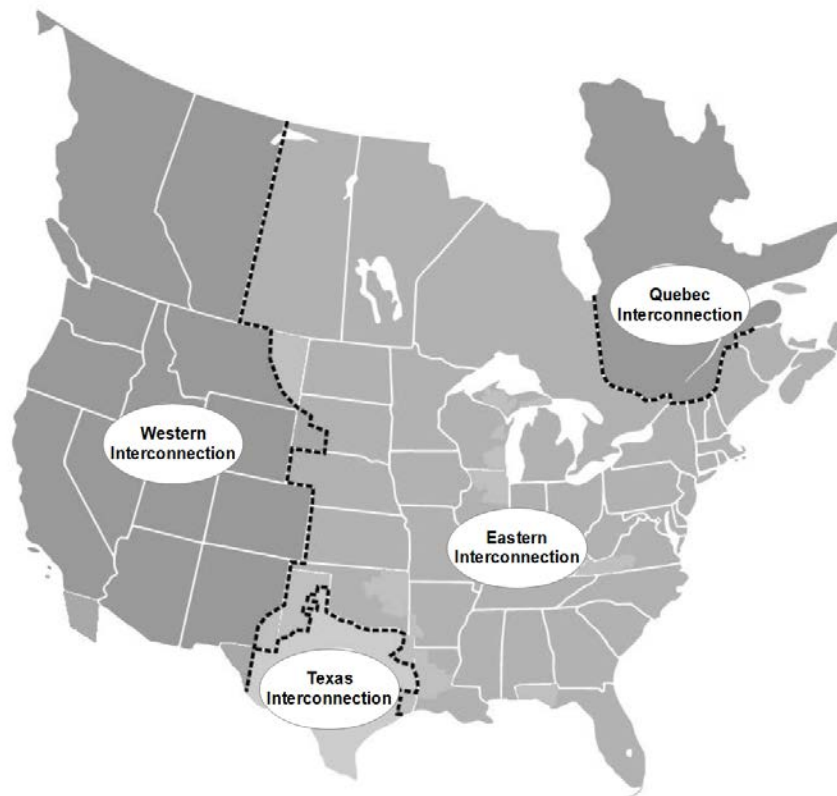 Quebec
Interconnection
Western
Interconnection
Eastern
Interconnection
Texas
Interconnection